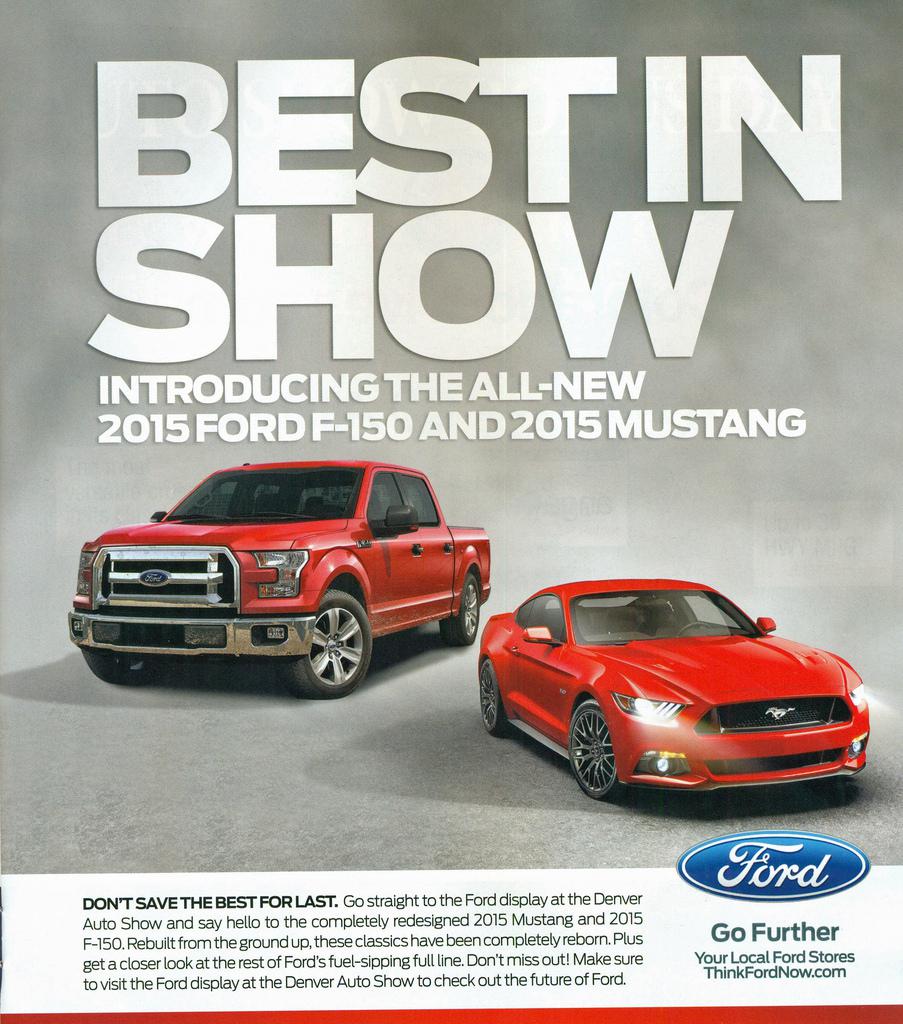 BEST IN
SHOW
INTRODUCING THE ALL-NEW
2015 FORD F-150 AND 2015 MUSTANG
Ford
Ford
DON'T SAVE THE BEST FOR LAST. Go straight to the Ford display at the Denver
Auto Show and say hello to the completely redesigned 2015 Mustang and 2015
F-150. Rebuilt from the ground up, these classics have been completely reborn. Plus
get a closer look at the rest of Ford's fuel-sipping full line. Don't miss out! Make sure
to visit the Ford display at the Denver Auto Show to check out the future of Ford.
Go Further
Your Local Ford Stores
ThinkFordNow.com